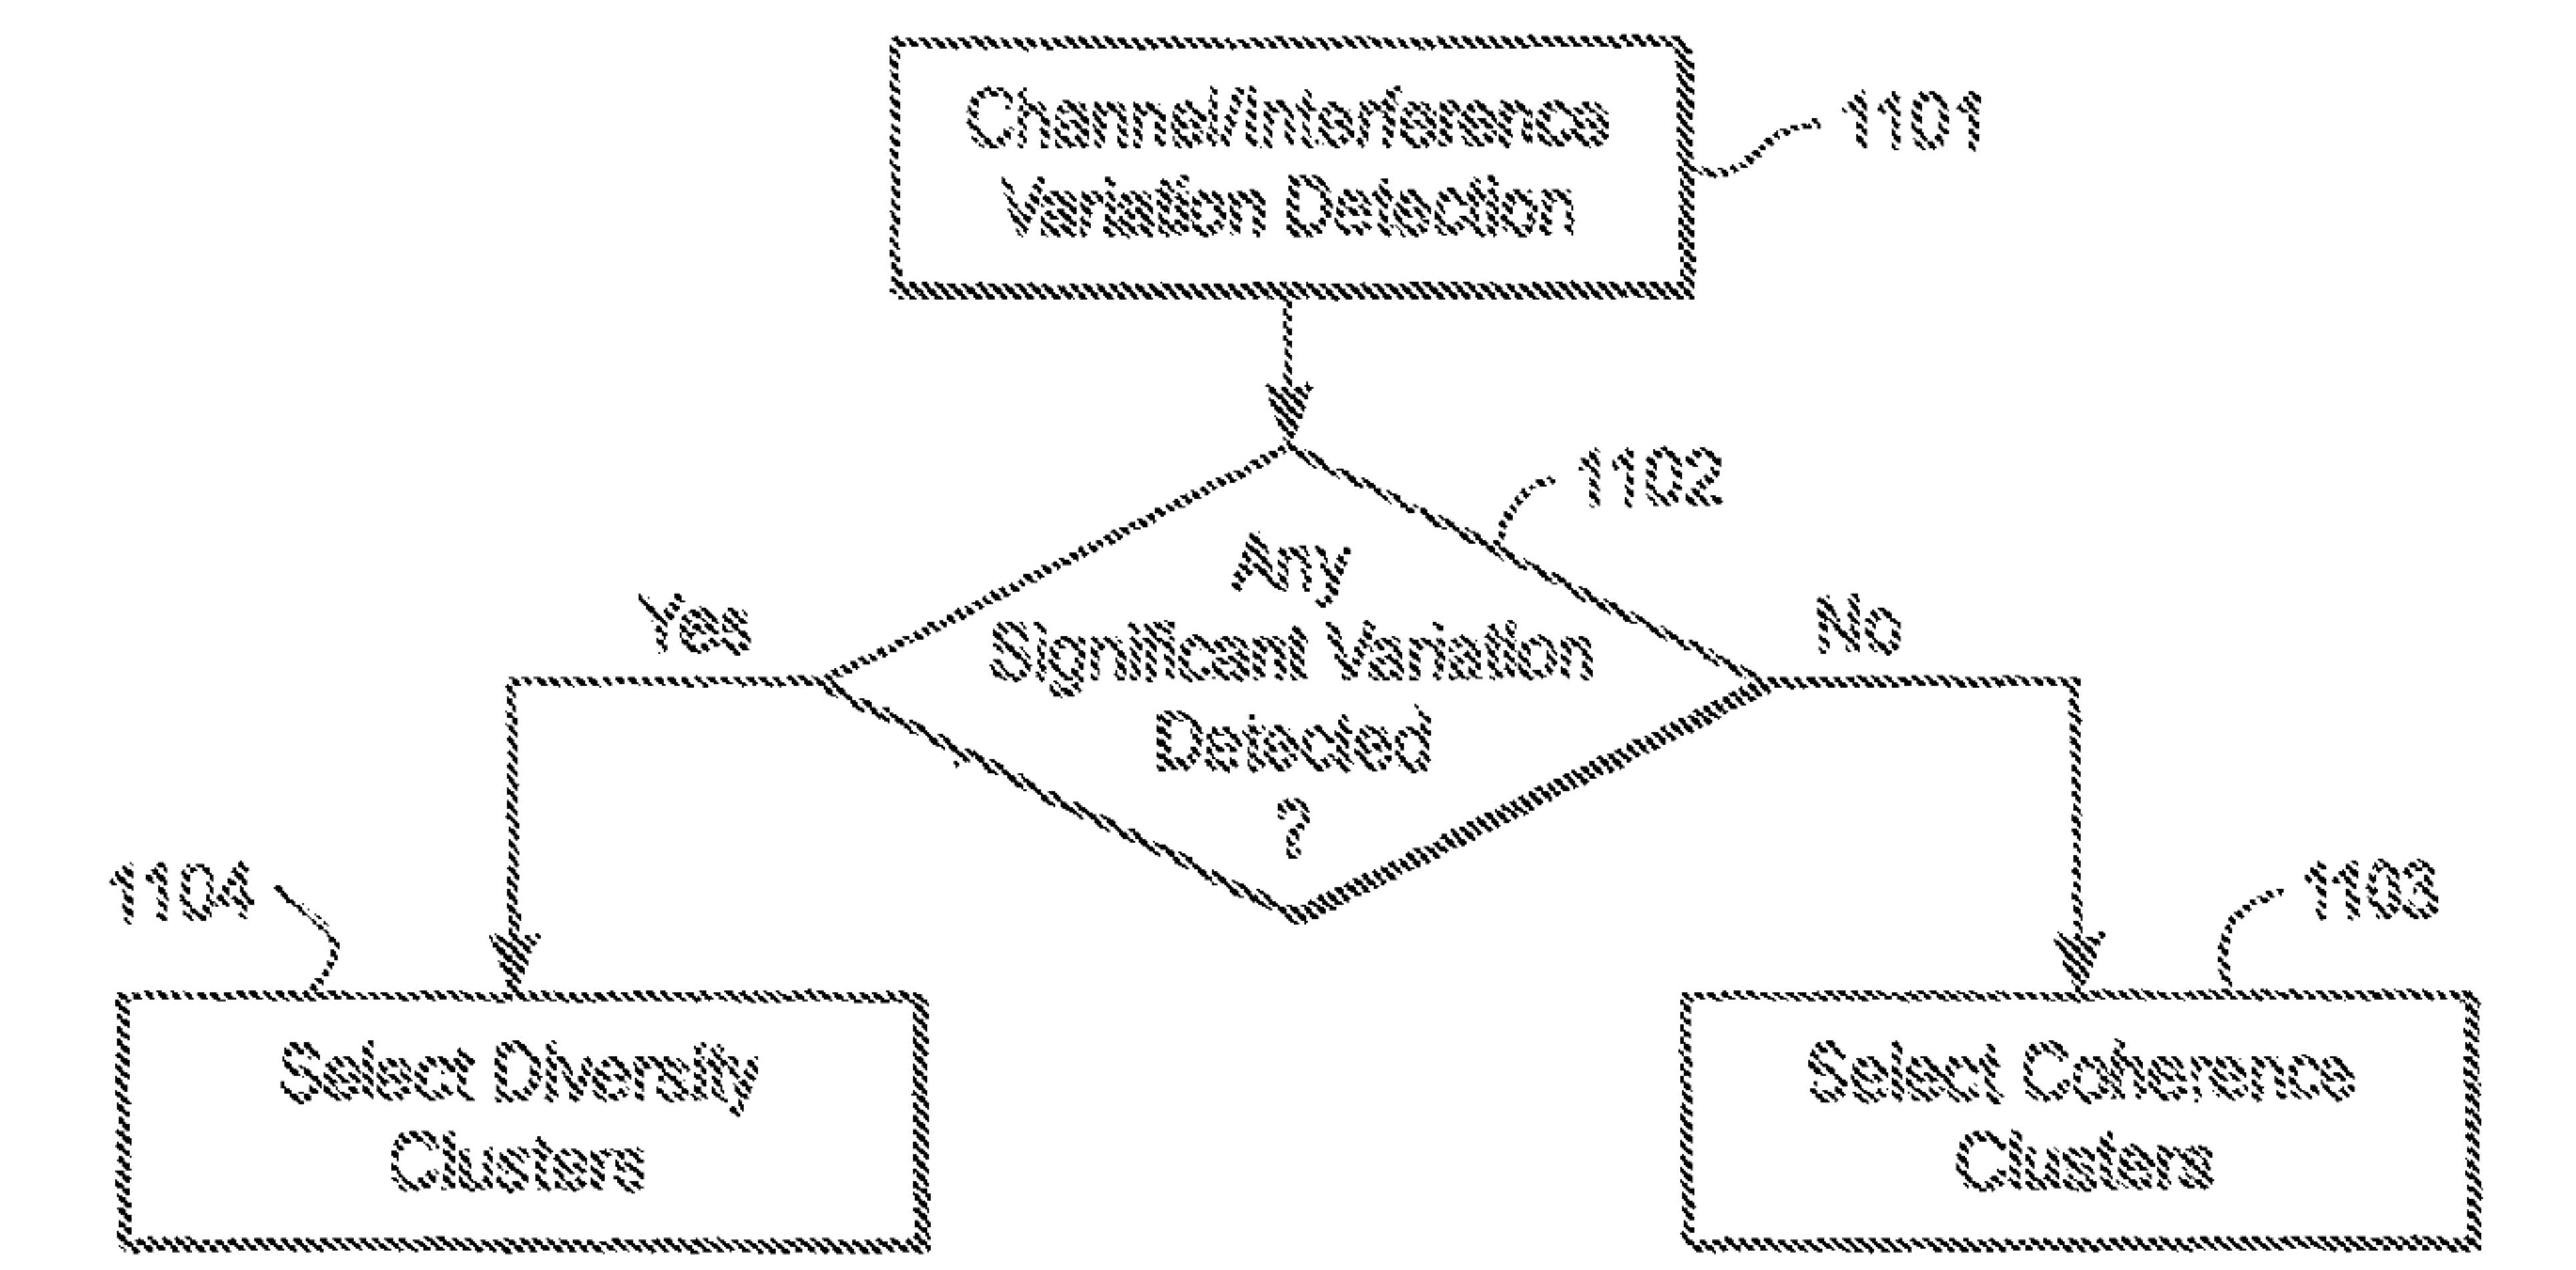 Channel/Interference
Variation Detection
1101
1102
Any
Significant Variation
Detected
?
Yes
No
1104
1103
Select Diversity
Clusters
Select Coherence
Clusters